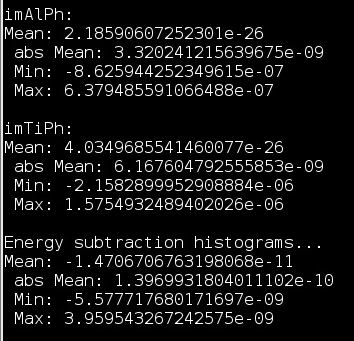 imAlPh:
Mean: 2.18590607252301e-26
abs Mean: 3.320241215639675e-09
Min: -8.625944252349615e-07
Max: 6.379485591066488e-07
imTiPh:
Mean: 4.0349685541460077e-26
abs Mean: 6.167604792555853e-09
Min: -2.1582899952908884e-06
Max: 1.5754932489402026e-06
Energy subtraction histograms...
Mean: -1.4706706763198068e-11
abs Mean: 1.3969931804011102e-10
Min: -5.577717680171697e-09
Max: 3.959543267242575e-09